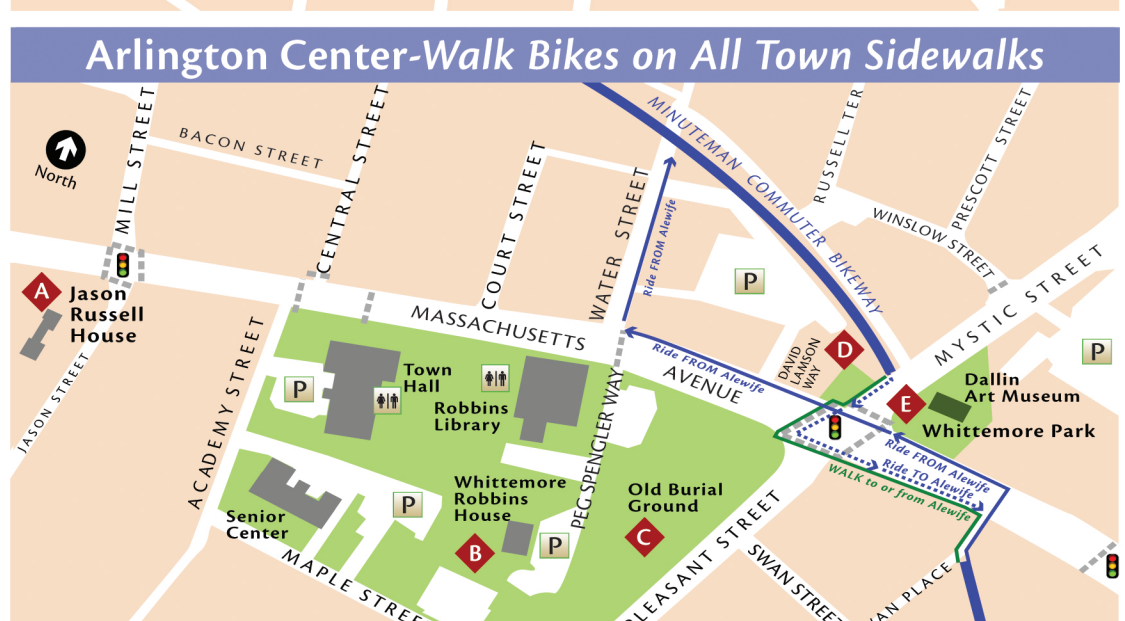 Arlington Center-Walk Bikes on All Town Sidewalks
North
MILL STREET
BACON STREET
CENTRAL STREET
COURT STREET
WATER STREET
Ride FROM Alewife
MINUTEMAN COMMUTER BIKEWAY
RUSSELL TER
PRESCOTT STREET
WINSLOW STREET
MYSTIC STREET
A
Jason
Russell
House
JASON STREET
ACADEMY STREET
MASSACHUSETTS
AVENUE
Ride FROM Alewife
P
DAVID
LAMSON
WAY
D
P
E
Dallin
Art Museum
Whittemore Park
P
Town
Hall
Robbins
Library
PEG SPENGLER WAY
Ride FROM Alewife
Ride TO Alewife
WALK to or from Alewife
Senior
Center
P
Whittemore
Robbins
House
B
P
Old Burial
Ground
C
MAPLE STREE
LEASANT STREET
SWAN STREET
AN PLACE